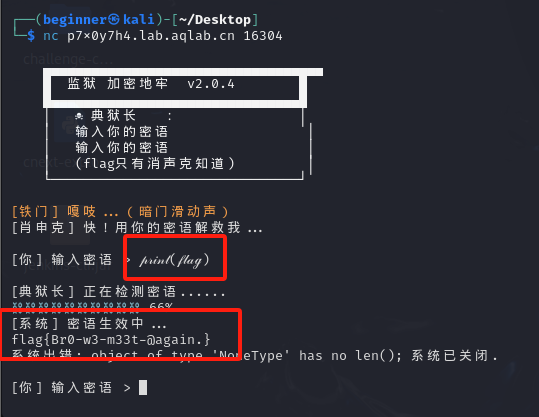 ┌──(beginner㉿kali)-[~/Desktop]
└─$ nc p7x0y7h4.lab.aqlab.cn 16304
监狱 加密地牢 v2.0.4
☠ 典狱长 :
输入你的密语
输入你的密语
(flag只有消声克知道)
[铁门] 嘎吱...(暗门滑动声)
[肖申克] 快！用你的密语解救我...
[你] 输入密语 > 𝓅𝓇𝒾𝓃𝓉(𝒻𝓁𝒶𝑔)
[典狱长] 正在检测密语......
66%
[系统] 密语生效中...
flag{Br0-w3-m33t-@again.}
系统出错: object of type 'NoneType' has no len(); 系统已关闭.
[你] 输入密语 >